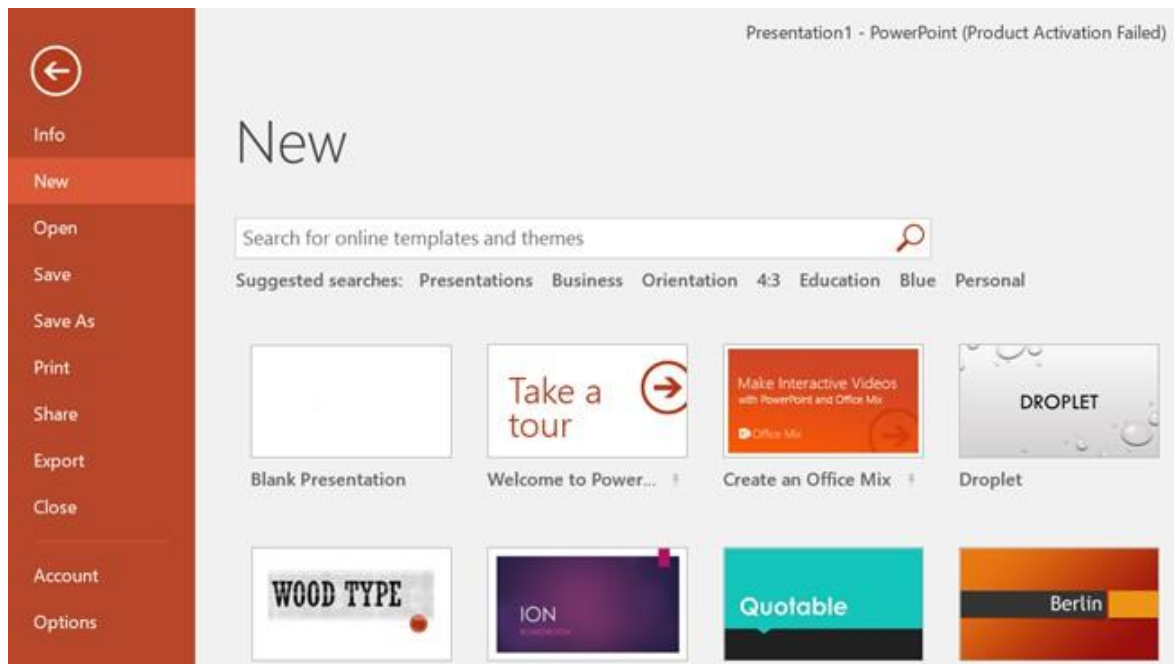 Presentation1 - PowerPoint (Product Activation Failed)
Info
New
Open
Save
Save As
Print
Share
Export
Close
Account
Options
New
Search for online templates and themes
Suggested searches: Presentations Business Orientation 4:3 Education Blue Personal
Take a
tour
Make Interactive Videos
with PowerPoint and Office Mix
Office Mix
DROPLET
Blank Presentation
Welcome to Power...
Create an Office Mix
Droplet
WOOD TYPE
ION
Quotable
Berlin